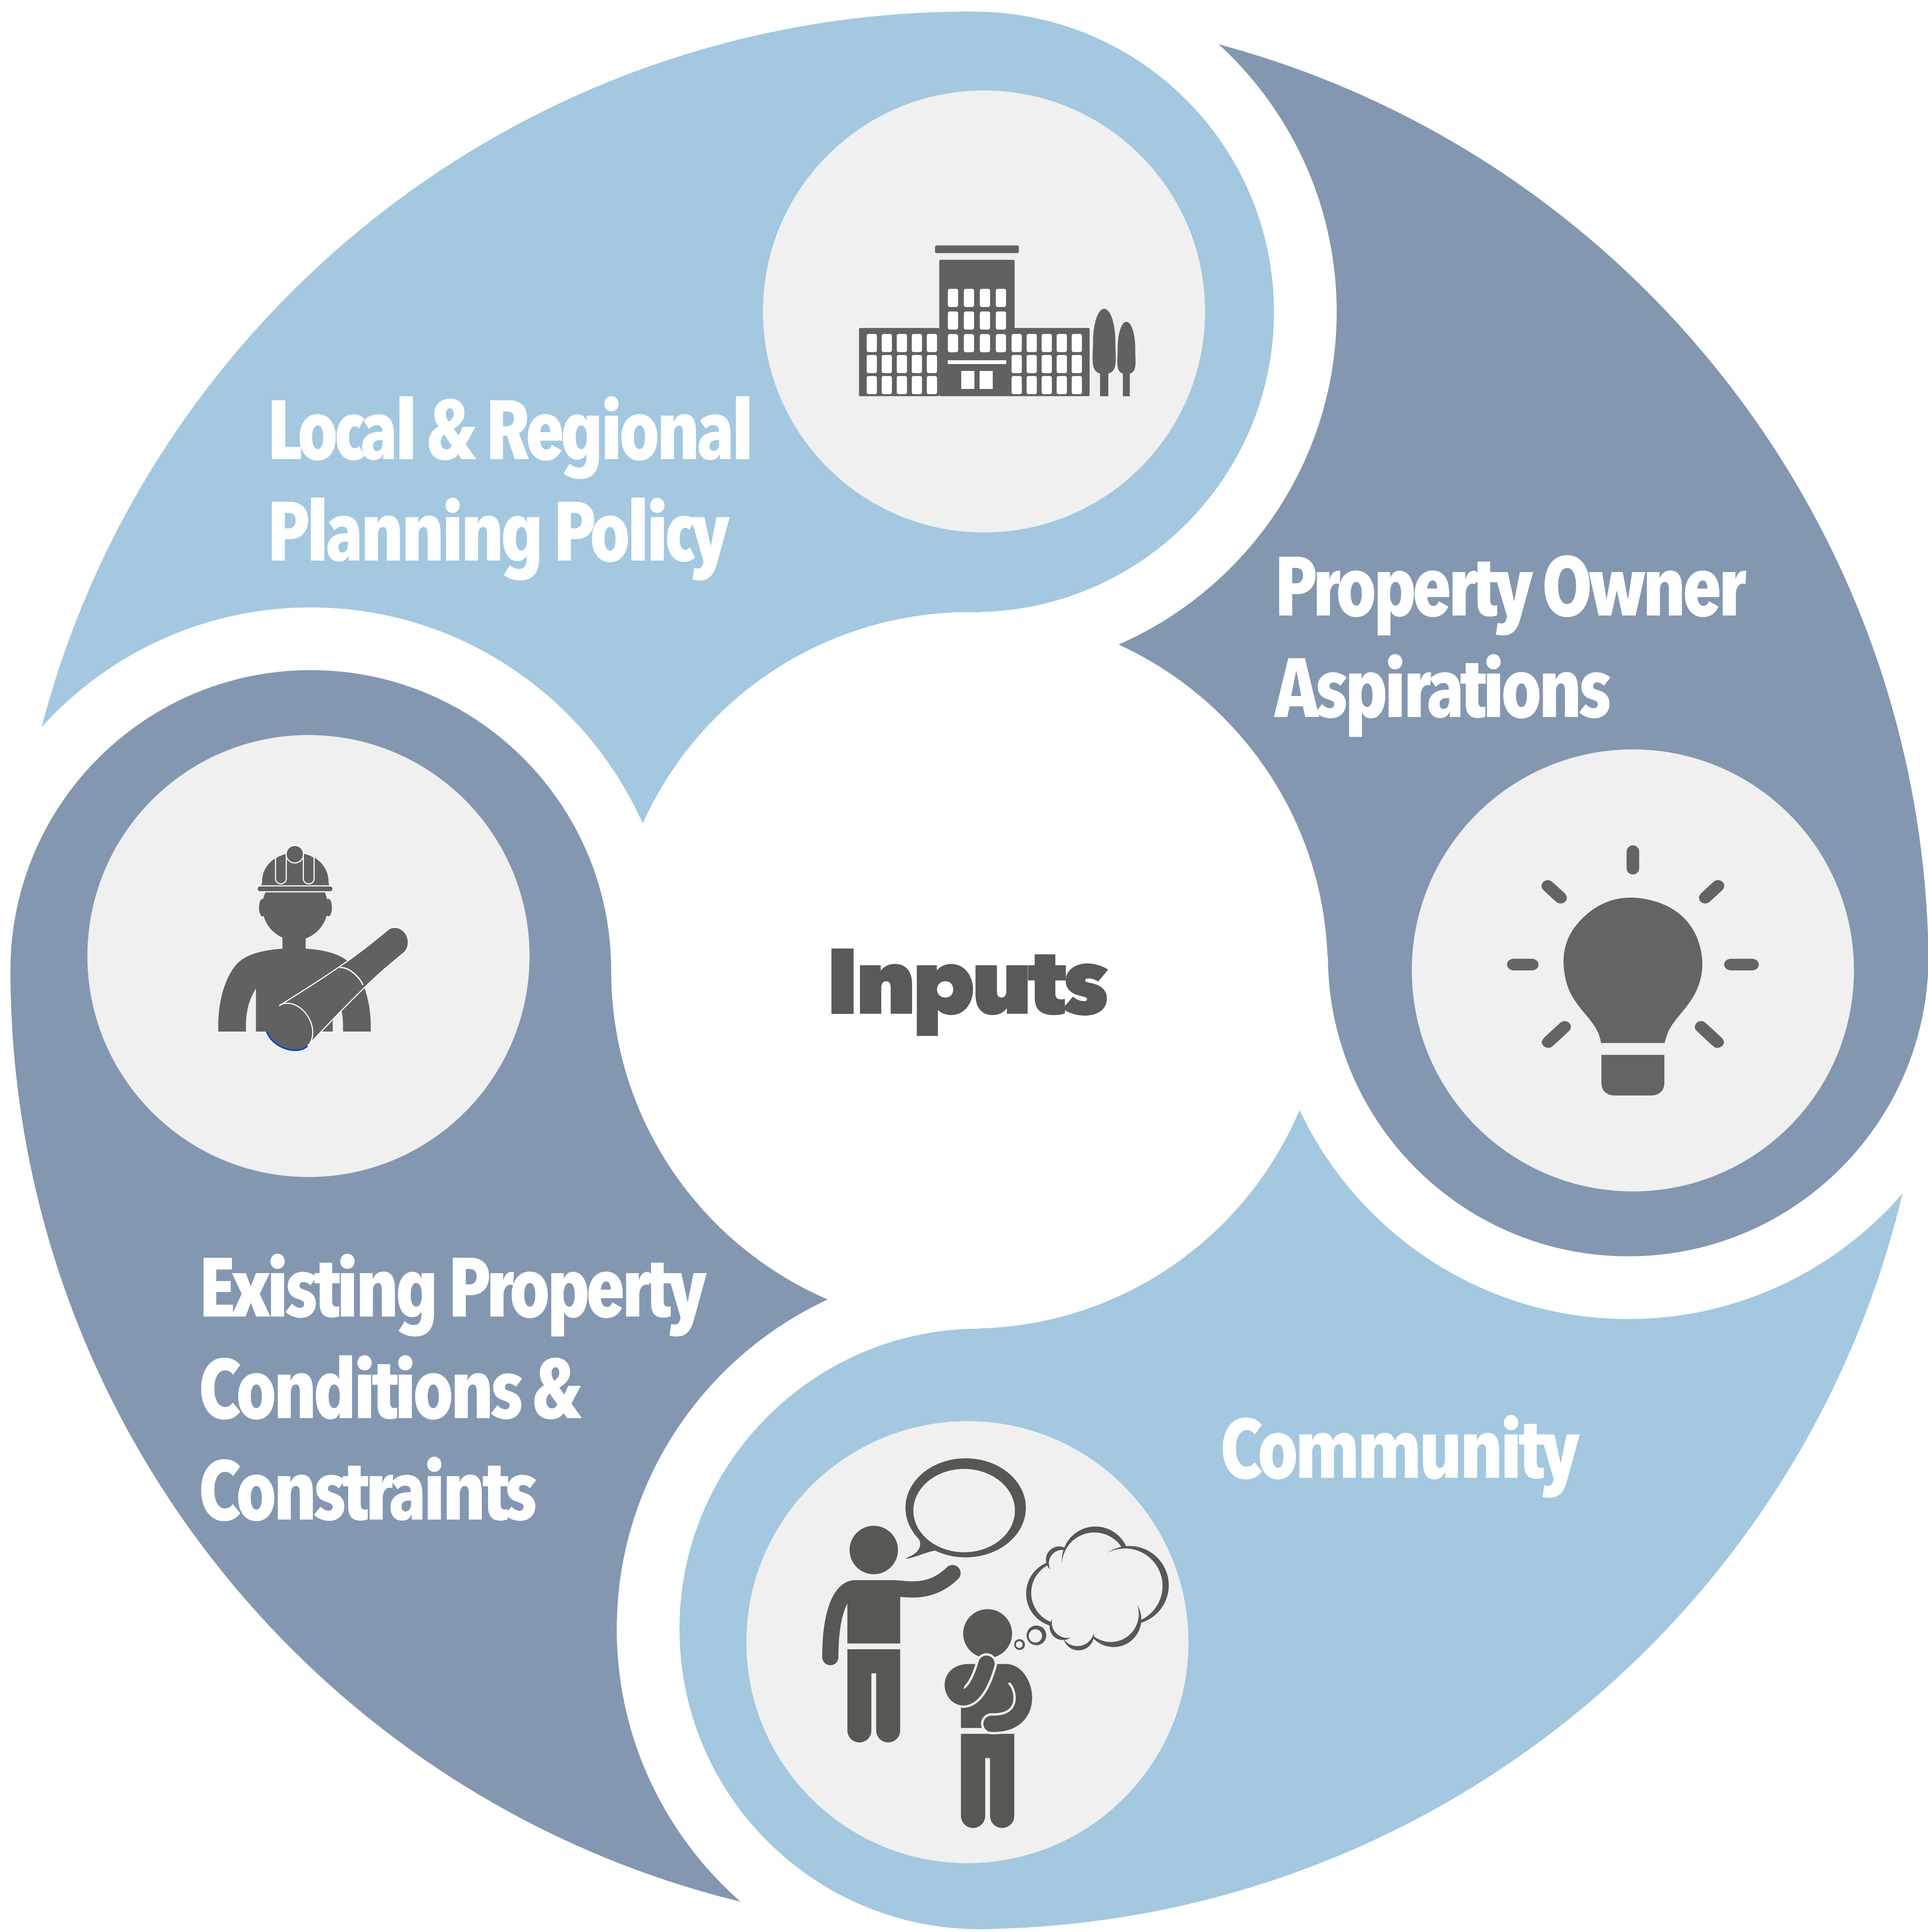 Local & Regional
Planning Policy
Property Owner
Aspirations
Inputs
Existing Property
Conditions &
Constraints
Community